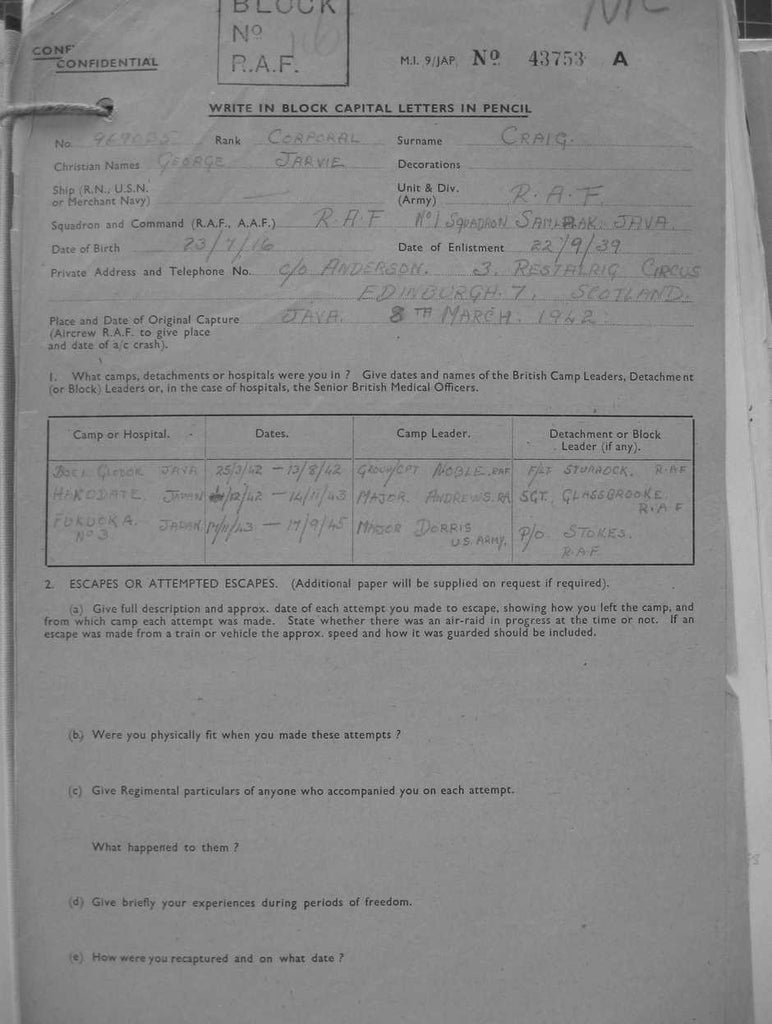 BLOCK
No
R.A.F.
CONF
CONFIDENTIAL
M.I. 9/JAP. No 43753 A
WRITE IN BLOCK CAPITAL LETTERS IN PENCIL
No. Rank CORPORAL Surname CRAIG.
Christian Names GEORGE JARVIE Decorations
Ship (R.N., U.S.N. Unit & Div. R.A.F.
or Merchant Navy) (Army)
Squadron and Command (R.A.F., A.A.F.) R.A.F No1 SQUADRON JAVA.
Date of Birth 23/7/16 Date of Enlistment 22/9/39
Private Address and Telephone No. c/o ANDERSON. 3. RESTALRIG CIRCUS
EDINBURGH. 7. SCOTLAND.
Place and Date of Original Capture JAVA. 8TH MARCH. 1942.
(Aircrew R.A.F. to give place
and date of a/c crash).
1. What camps, detachments or hospitals were you in ? Give dates and names of the British Camp Leaders, Detachment
(or Block) Leaders or, in the case of hospitals, the Senior British Medical Officers.
Camp or Hospital. Dates. Camp Leader. Detachment or Block
Leader (if any).
BOEI GLODOK JAVA 25/3/42 - 13/8/42 GROUP/CPT NOBLE. RAF F/LT STURROCK. R.A.F
HAKODATE. JAPAN /12/42 - 14/11/43 MAJOR. ANDREWS. RA SGT. GLASSBROOKE.
R.A.F
FUKUOKA. JAPAN /11/43 - 17/9/45 MAJOR DORRIS P/O STOKES.
No 3. U.S. ARMY. R.A.F
2. ESCAPES OR ATTEMPTED ESCAPES. (Additional paper will be supplied on request if required).
(a) Give full description and approx. date of each attempt you made to escape, showing how you left the camp, and
from which camp each attempt was made. State whether there was an air-raid in progress at the time or not. If an
escape was made from a train or vehicle the approx. speed and how it was guarded should be included.
(b) Were you physically fit when you made these attempts ?
(c) Give Regimental particulars of anyone who accompanied you on each attempt.
What happened to them ?
(d) Give briefly your experiences during periods of freedom.
(e) How were you recaptured and on what date ?